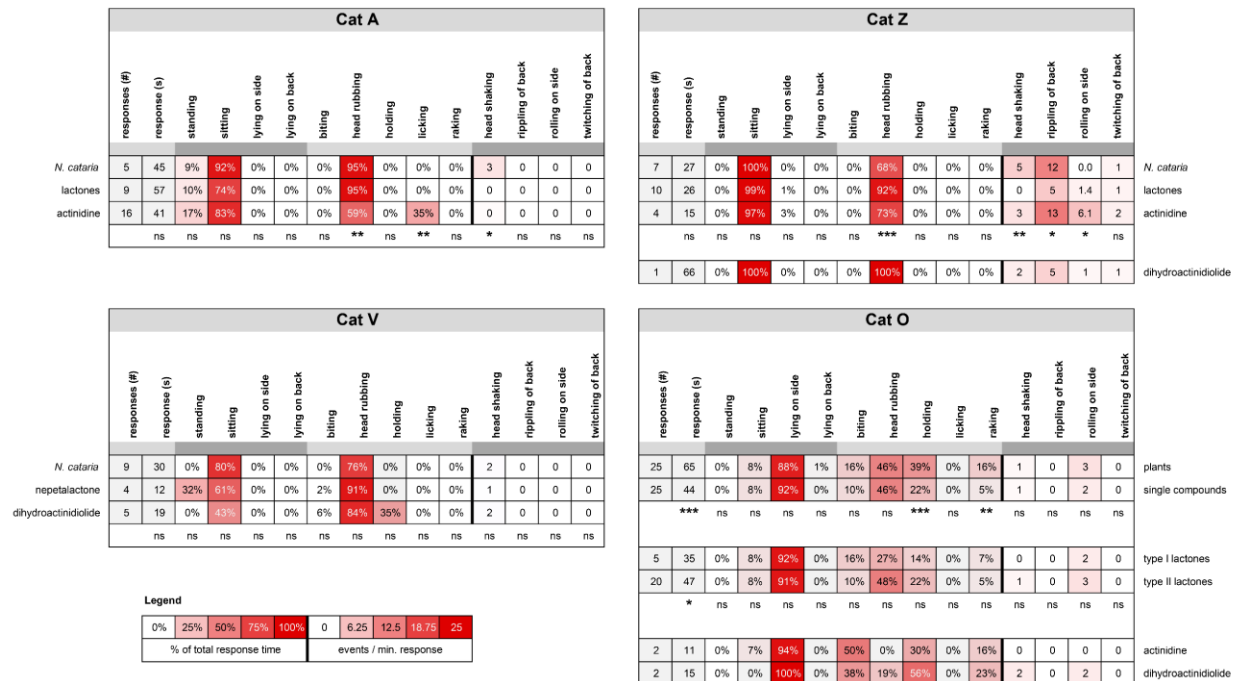 Cat A
responses (#) response (s) standing sitting lying on side lying on back biting head rubbing holding licking raking head shaking rippling of back rolling on side twitching of back
N. cataria 5 45 9% 92% 0% 0% 0% 95% 0% 0% 0% 3 0 0 0
lactones 9 57 10% 74% 0% 0% 0% 95% 0% 0% 0% 0 0 0 0
actinidine 16 41 17% 83% 0% 0% 0% 59% 0% 35% 0% 0 0 0 0
ns ns ns ns ns ns ** ns ** ns * ns ns ns
Cat Z
responses (#) response (s) standing sitting lying on side lying on back biting head rubbing holding licking raking head shaking rippling of back rolling on side twitching of back
7 27 0% 100% 0% 0% 0% 68% 0% 0% 0% 5 12 0.0 1 N. cataria
10 26 0% 99% 1% 0% 0% 92% 0% 0% 0% 0 5 1.4 1 lactones
4 15 0% 97% 3% 0% 0% 73% 0% 0% 0% 3 13 6.1 2 actinidine
ns ns ns ns ns ns *** ns ns ns ** * * ns
1 66 0% 100% 0% 0% 0% 100% 0% 0% 0% 2 5 1 1 dihydroactinidiolide
Cat V
responses (#) response (s) standing sitting lying on side lying on back biting head rubbing holding licking raking head shaking rippling of back rolling on side twitching of back
N. cataria 9 30 0% 80% 0% 0% 0% 76% 0% 0% 0% 2 0 0 0
nepetalactone 4 12 32% 61% 0% 0% 2% 91% 0% 0% 0% 1 0 0 0
dihydroactinidiolide 5 19 0% 43% 0% 0% 6% 84% 35% 0% 0% 2 0 0 0
ns ns ns ns ns ns ns ns ns ns ns ns ns ns
Cat O
responses (#) response (s) standing sitting lying on side lying on back biting head rubbing holding licking raking head shaking rippling of back rolling on side twitching of back
25 65 0% 8% 88% 1% 16% 46% 39% 0% 16% 1 0 3 0 plants
25 44 0% 8% 92% 0% 10% 46% 22% 0% 5% 1 0 2 0 single compounds
*** ns ns ns ns ns ns *** ns ** ns ns ns ns
5 35 0% 8% 92% 0% 16% 27% 14% 0% 7% 0 0 2 0 type I lactones
20 47 0% 8% 91% 0% 10% 48% 22% 0% 5% 1 0 3 0 type II lactones
* ns ns ns ns ns ns ns ns ns ns ns ns ns
2 11 0% 7% 94% 0% 50% 0% 30% 0% 16% 0 0 0 0 actinidine
2 15 0% 0% 100% 0% 38% 19% 56% 0% 23% 2 0 2 0 dihydroactinidiolide
Legend
0% 25% 50% 75% 100% 0 6.25 12.5 18.75 25
% of total response time events / min. response